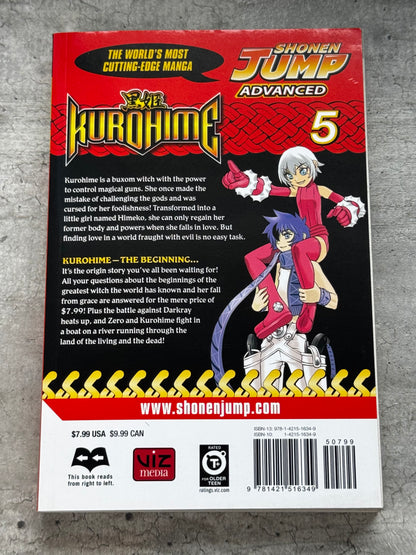 THE WORLD'S MOST
CUTTING-EDGE MANGA
SHONEN
JUMP
ADVANCED
黒姫
KUROHIME
5
Kurohime is a buxom witch with the power
to control magical guns. She once made the
mistake of challenging the gods and was
cursed for her foolishness! Transformed into a
little girl named Himeko, she can only regain her
former body and powers when she falls in love. But
finding love in a world fraught with evil is no easy task.
KUROHIME—THE BEGINNING...
It's the origin story you've all been waiting for!
All your questions about the beginnings of the
greatest witch the world has known and her fall
from grace are answered for the mere price of
$7.99! Plus the battle against Darkray
heats up, and Zero and Kurohime fight in
a boat on a river running through the
land of the living and the dead!
www.shonenjump.com
$7.99 USA $9.99 CAN
This book reads
from right to left.
VIZ
media
RATED
T+
FOR OLDER
TEEN
ratings.viz.com
ISBN-13: 978-1-4215-1634-9
ISBN-10: 1-4215-1634-9
50799
9 781421 516349